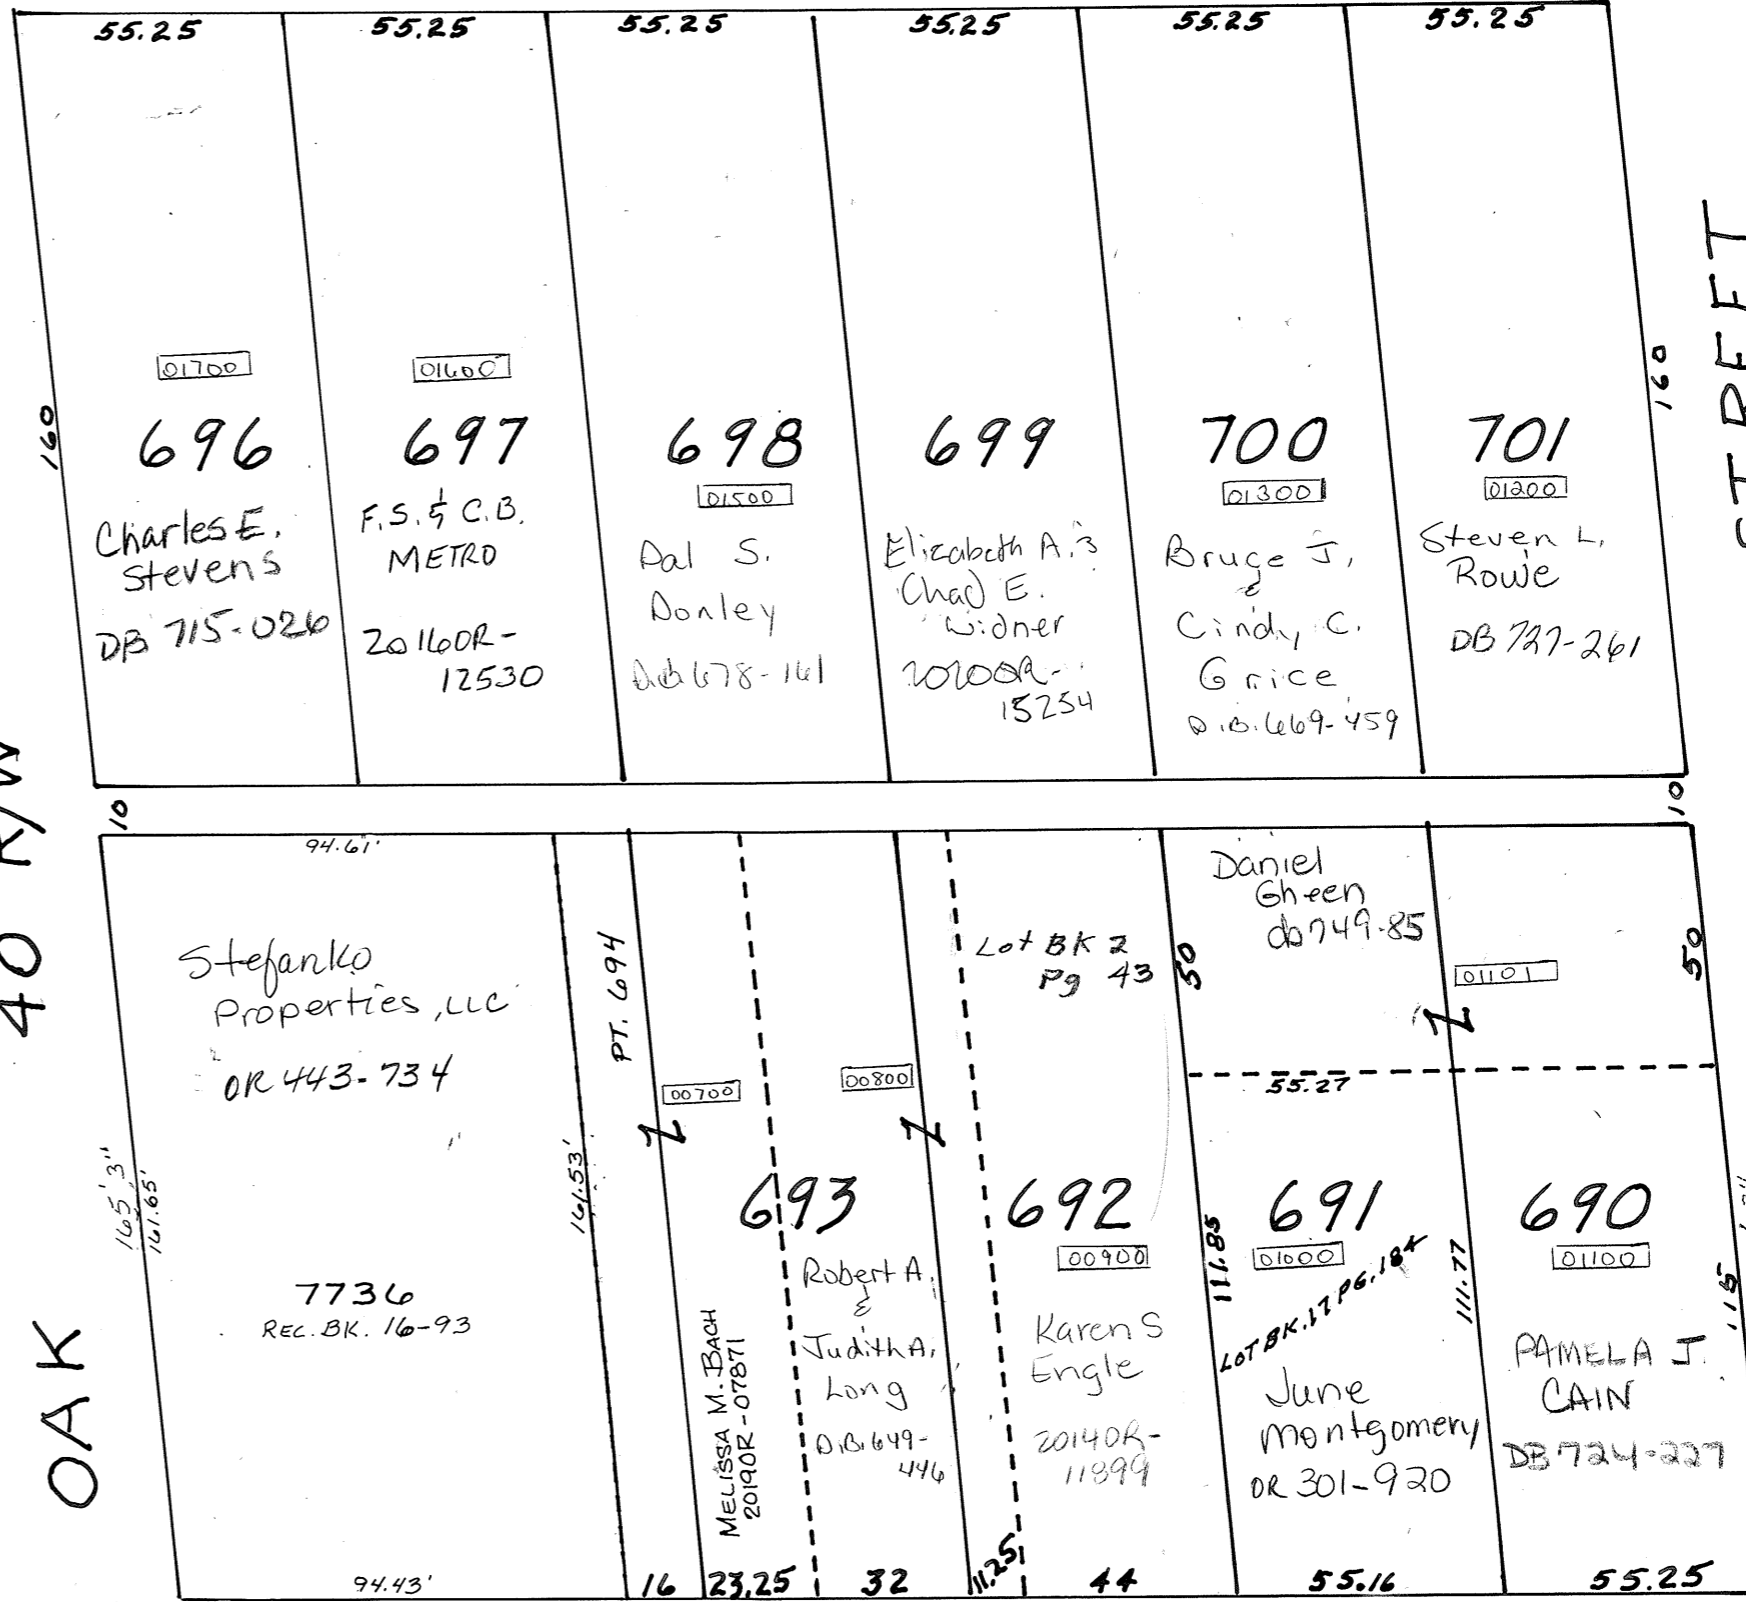 55.25
55.25
55.25
55.25
55.25
55.25
160
01700
696
Charles E.
Stevens
DB 715-026
01600
697
F.S. & C.B.
METRO
2016OR-
12530
698
01500
Dal S.
Donley
D.B. 678-161
699
Elizabeth A. &
Chad E.
Widner
2020OR-
15254
700
01300
Bruce J.
&
Cindy C.
Grice
D.B. 669-459
701
01200
Steven L.
Rowe
DB 727-261
160
STREET
10
10
40 R/W
OAK
94.61'
Stefanko
Properties, LLC
OR 443-734
165'3"
161.65'
161.53'
7736
REC. BK. 16-93
94.43'
PT. 694
16
00700
MELISSA M. BACH
2019OR-07871
23.25
693
00800
Robert A.
&
Judith A.
Long
D.B. 649-
446
32
11.25
Lot BK 2
Pg 43
692
00900
Karen S
Engle
2014OR-
11899
44
Daniel
Gheen
db 749-85
50
50
01101
55.27
111.85
691
01000
LOT BK. 17 PG. 184
June
Montgomery
OR 301-920
55.16
111.77
690
01100
PAMELA J.
CAIN
DB 724-227
115
55.25